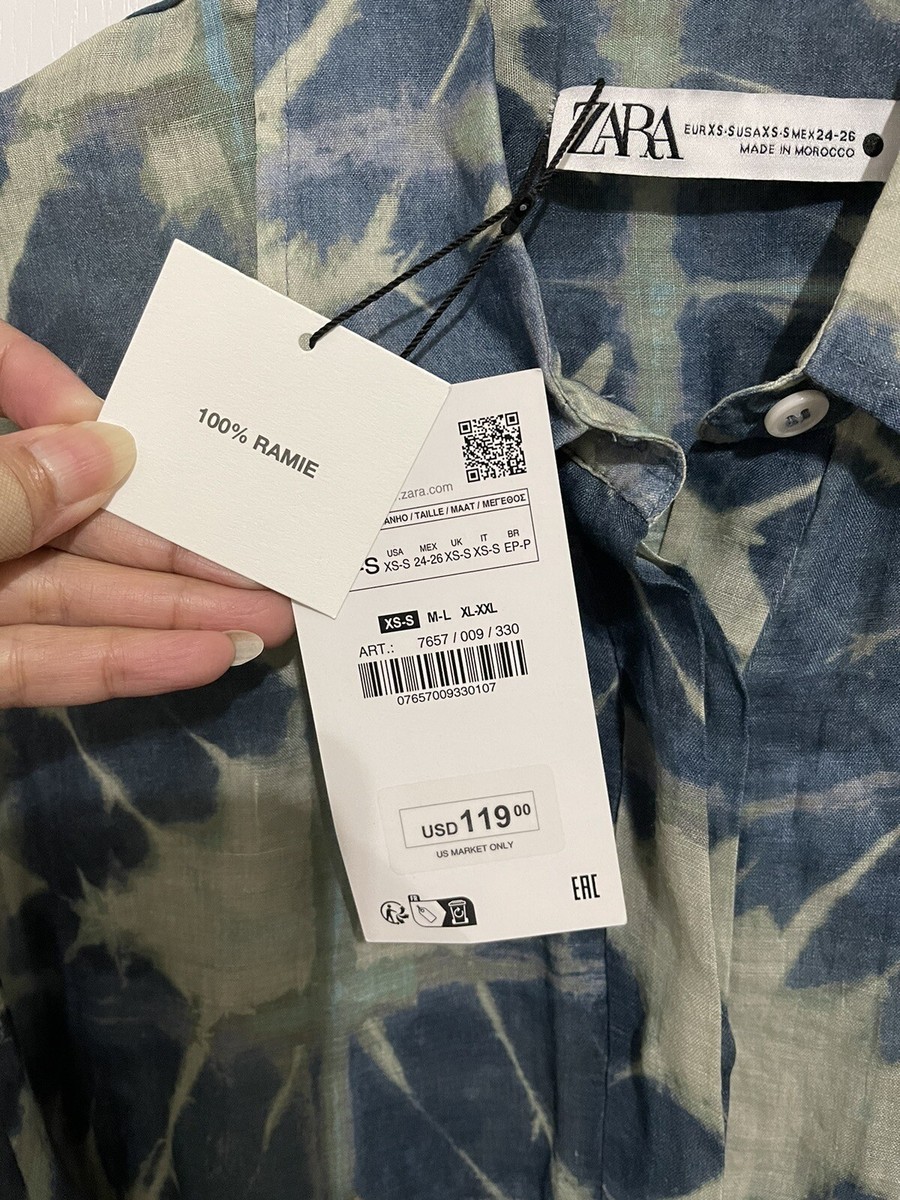 ZARA
EUR XS-S USA XS-S MEX 24-26
MADE IN MOROCCO
100% RAMIE
.zara.com
/ TAILLE / MAAT / ΜΕΓΕΘΟΣ
USA MEX UK IT BR
-S XS-S 24-26 XS-S XS-S EP-P
XS-S M-L XL-XXL
ART.: 7657 / 009 / 330
07657009330107
USD 119 00
US MARKET ONLY
FR
EAC